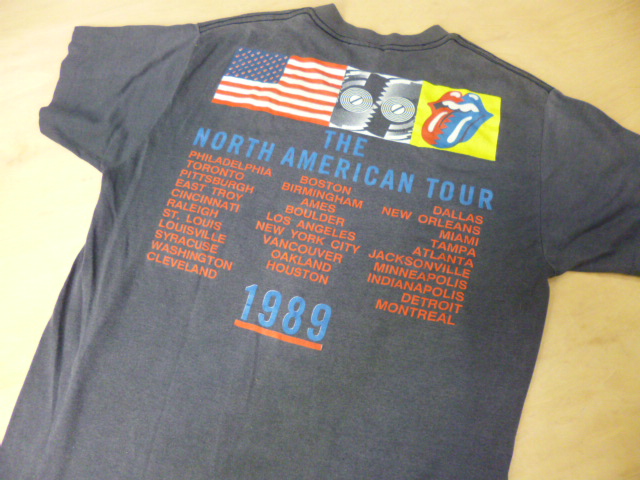 THE
NORTH AMERICAN TOUR
PHILADELPHIA
TORONTO
PITTSBURGH
EAST TROY
CINCINNATI
RALEIGH
ST. LOUIS
LOUISVILLE
SYRACUSE
WASHINGTON
CLEVELAND
BOSTON
BIRMINGHAM
AMES
BOULDER
LOS ANGELES
NEW YORK CITY
VANCOUVER
OAKLAND
HOUSTON
DALLAS
NEW ORLEANS
MIAMI
TAMPA
ATLANTA
JACKSONVILLE
MINNEAPOLIS
INDIANAPOLIS
DETROIT
MONTREAL
1989